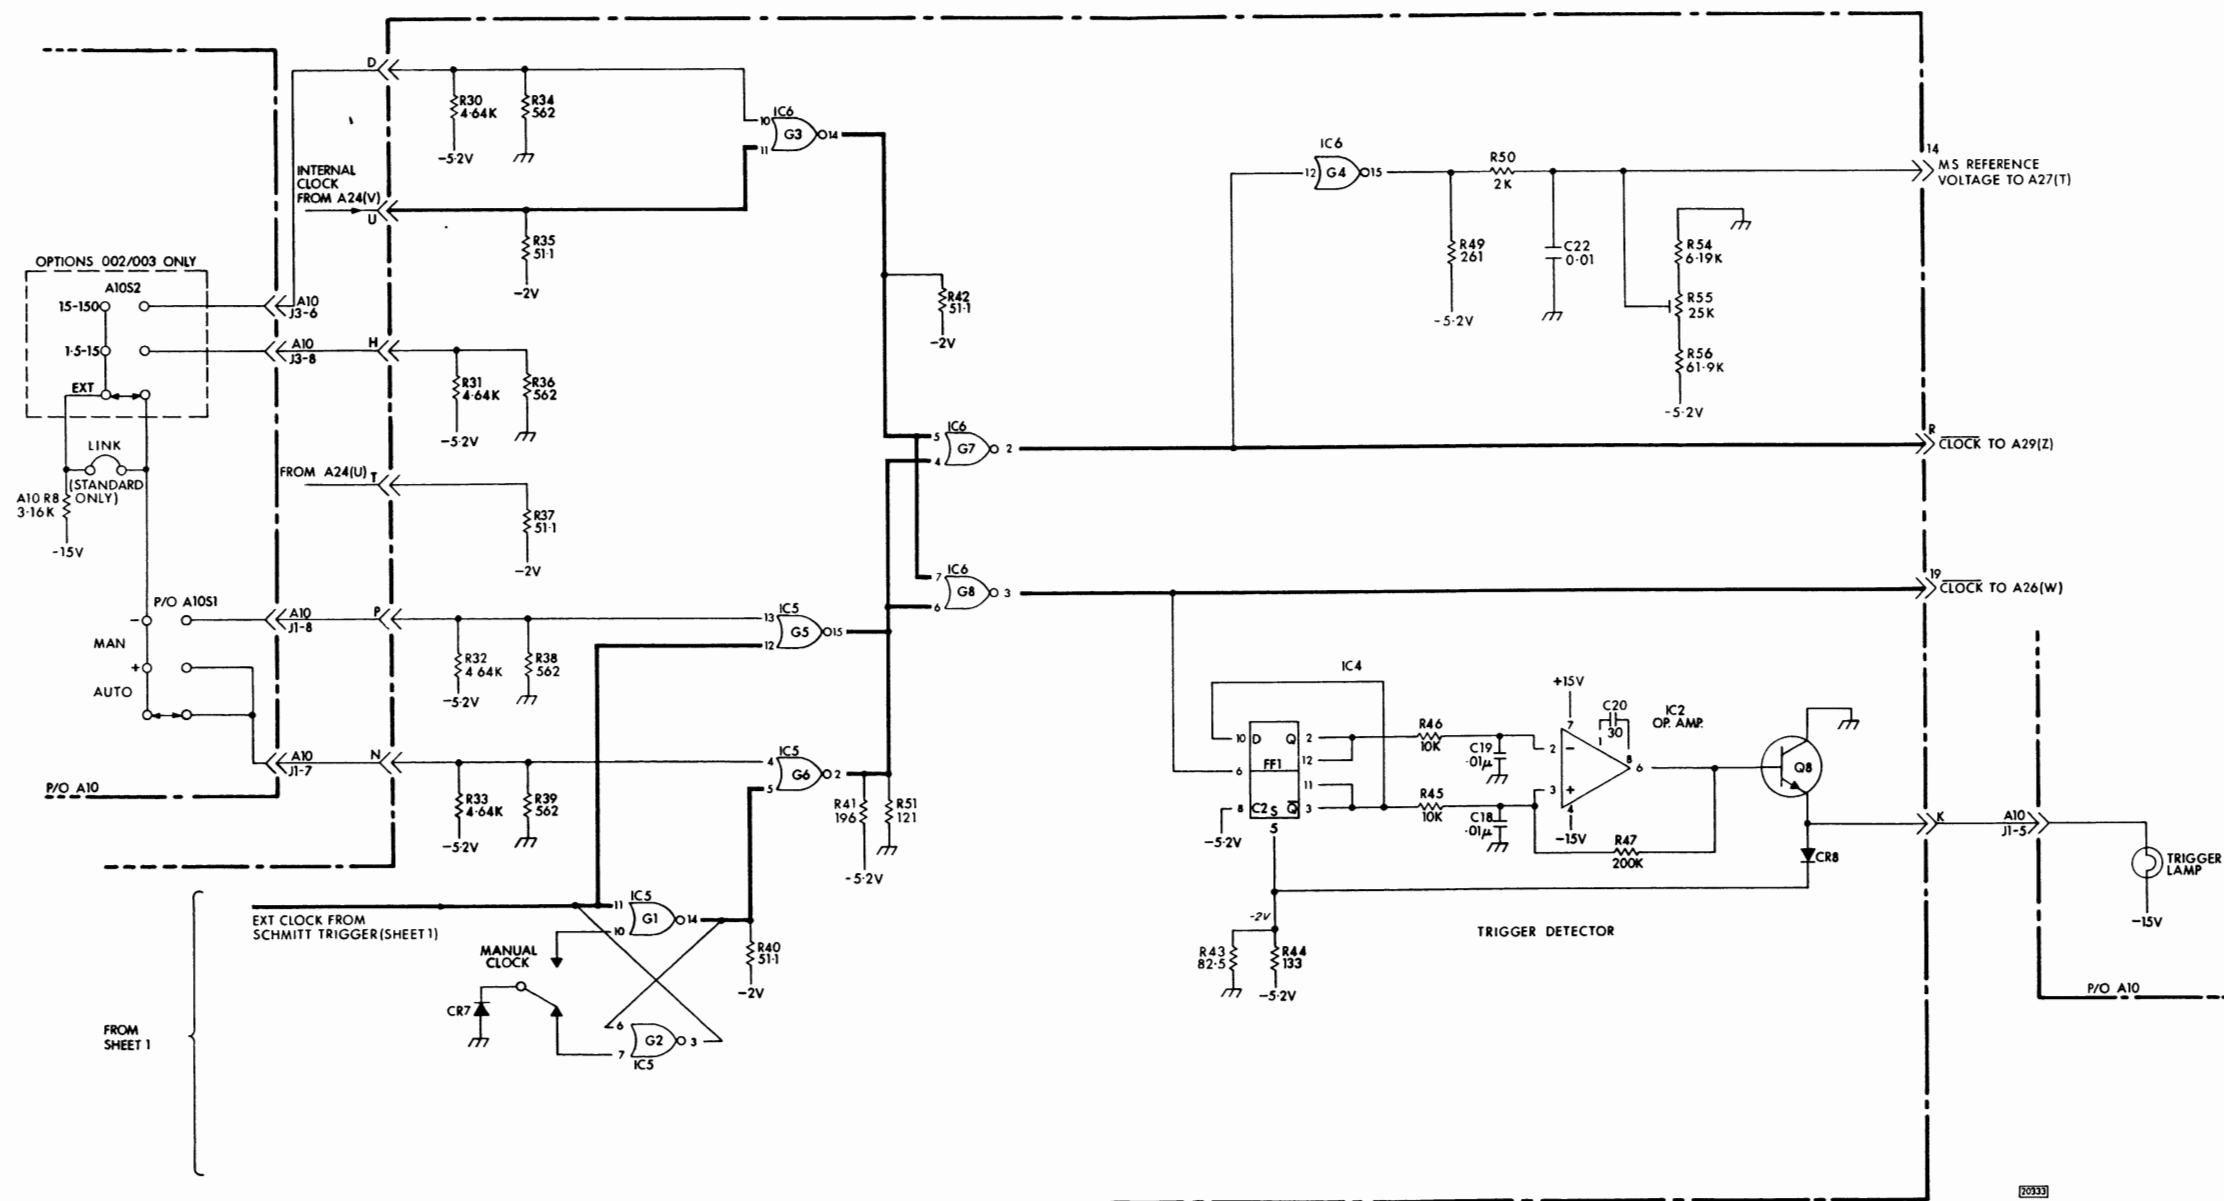 D
R30
4·64K
-5·2V
R34
562
IC6
10
11
G3
14
INTERNAL
CLOCK
FROM A24(V)
U
R35
51·1
-2V
OPTIONS 002/003 ONLY
A10S2
15-150
1·5-15
EXT
A10
J3-6
A10
J3-8
H
R31
4·64K
-5·2V
R36
562
LINK
(STANDARD
ONLY)
A10 R8
3·16K
-15V
FROM A24(U)
T
R37
51·1
-2V
R42
51·1
-2V
IC6
12
G4
15
R50
2K
R49
261
-5·2V
C22
0·01
R54
6·19K
R55
25K
R56
61·9K
-5·2V
14
MS REFERENCE
VOLTAGE TO A27(T)
IC6
5
4
G7
2
R
CLOCK TO A29(Z)
IC6
7
6
G8
3
19
CLOCK TO A26(W)
P/O A10S1
-
MAN
+
AUTO
A10
J1-8
P
R32
4·64K
-5·2V
R38
562
IC5
13
12
G5
15
A10
J1-7
N
R33
4·64K
-5·2V
R39
562
IC5
4
5
G6
2
R41
196
-5·2V
R51
121
P/O A10
EXT CLOCK FROM
SCHMITT TRIGGER(SHEET 1)
IC5
11
10
G1
14
R40
51·1
-2V
MANUAL
CLOCK
CR7
6
7
G2
3
IC5
FROM
SHEET 1
IC4
10
D
Q
2
12
FF1
6
11
8
C2
S
Q
3
5
-5·2V
R46
10K
C19
·01µ
R45
10K
C18
·01µ
+15V
7
IC2
OP. AMP.
C20
30
1
8
2
-
3
+
6
4
-15V
R47
200K
Q8
CR8
K
A10
J1-5
TRIGGER
LAMP
-15V
-2V
R43
82·5
R44
133
-5·2V
TRIGGER DETECTOR
P/O A10
20333